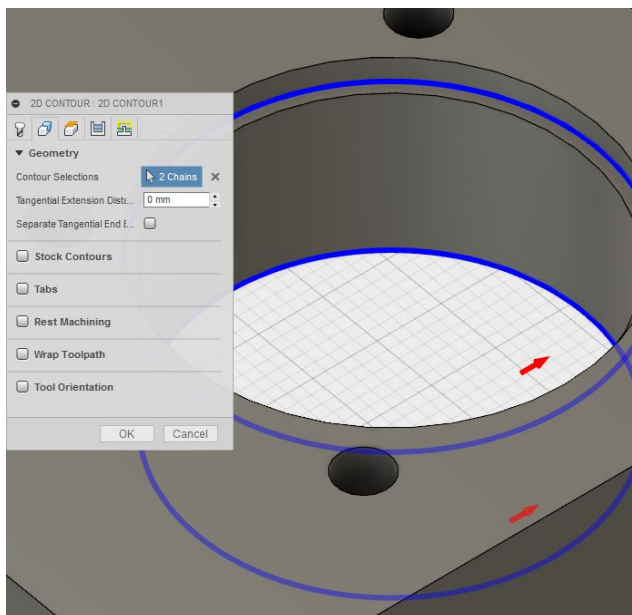 2D CONTOUR : 2D CONTOUR1
Geometry
Contour Selections 2 Chains
Tangential Extension Dista... 0 mm
Separate Tangential End E...
Stock Contours
Tabs
Rest Machining
Wrap Toolpath
Tool Orientation
OK Cancel